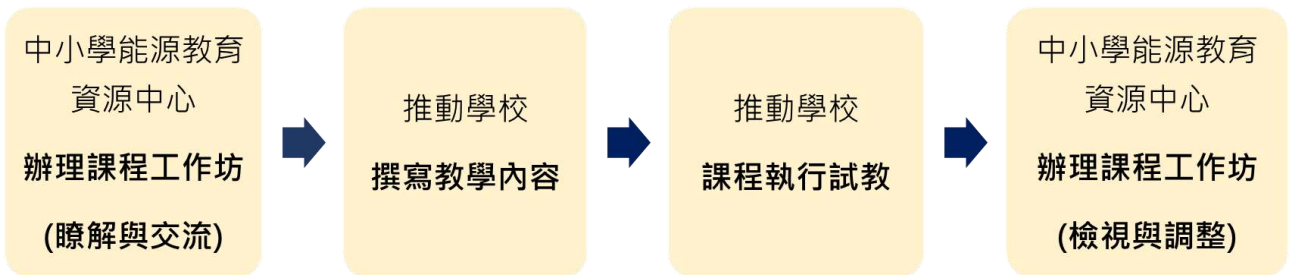 中小學能源教育
資源中心
辦理課程工作坊
(瞭解與交流)
推動學校
撰寫教學內容
推動學校
課程執行試教
中小學能源教育
資源中心
辦理課程工作坊
(檢視與調整)